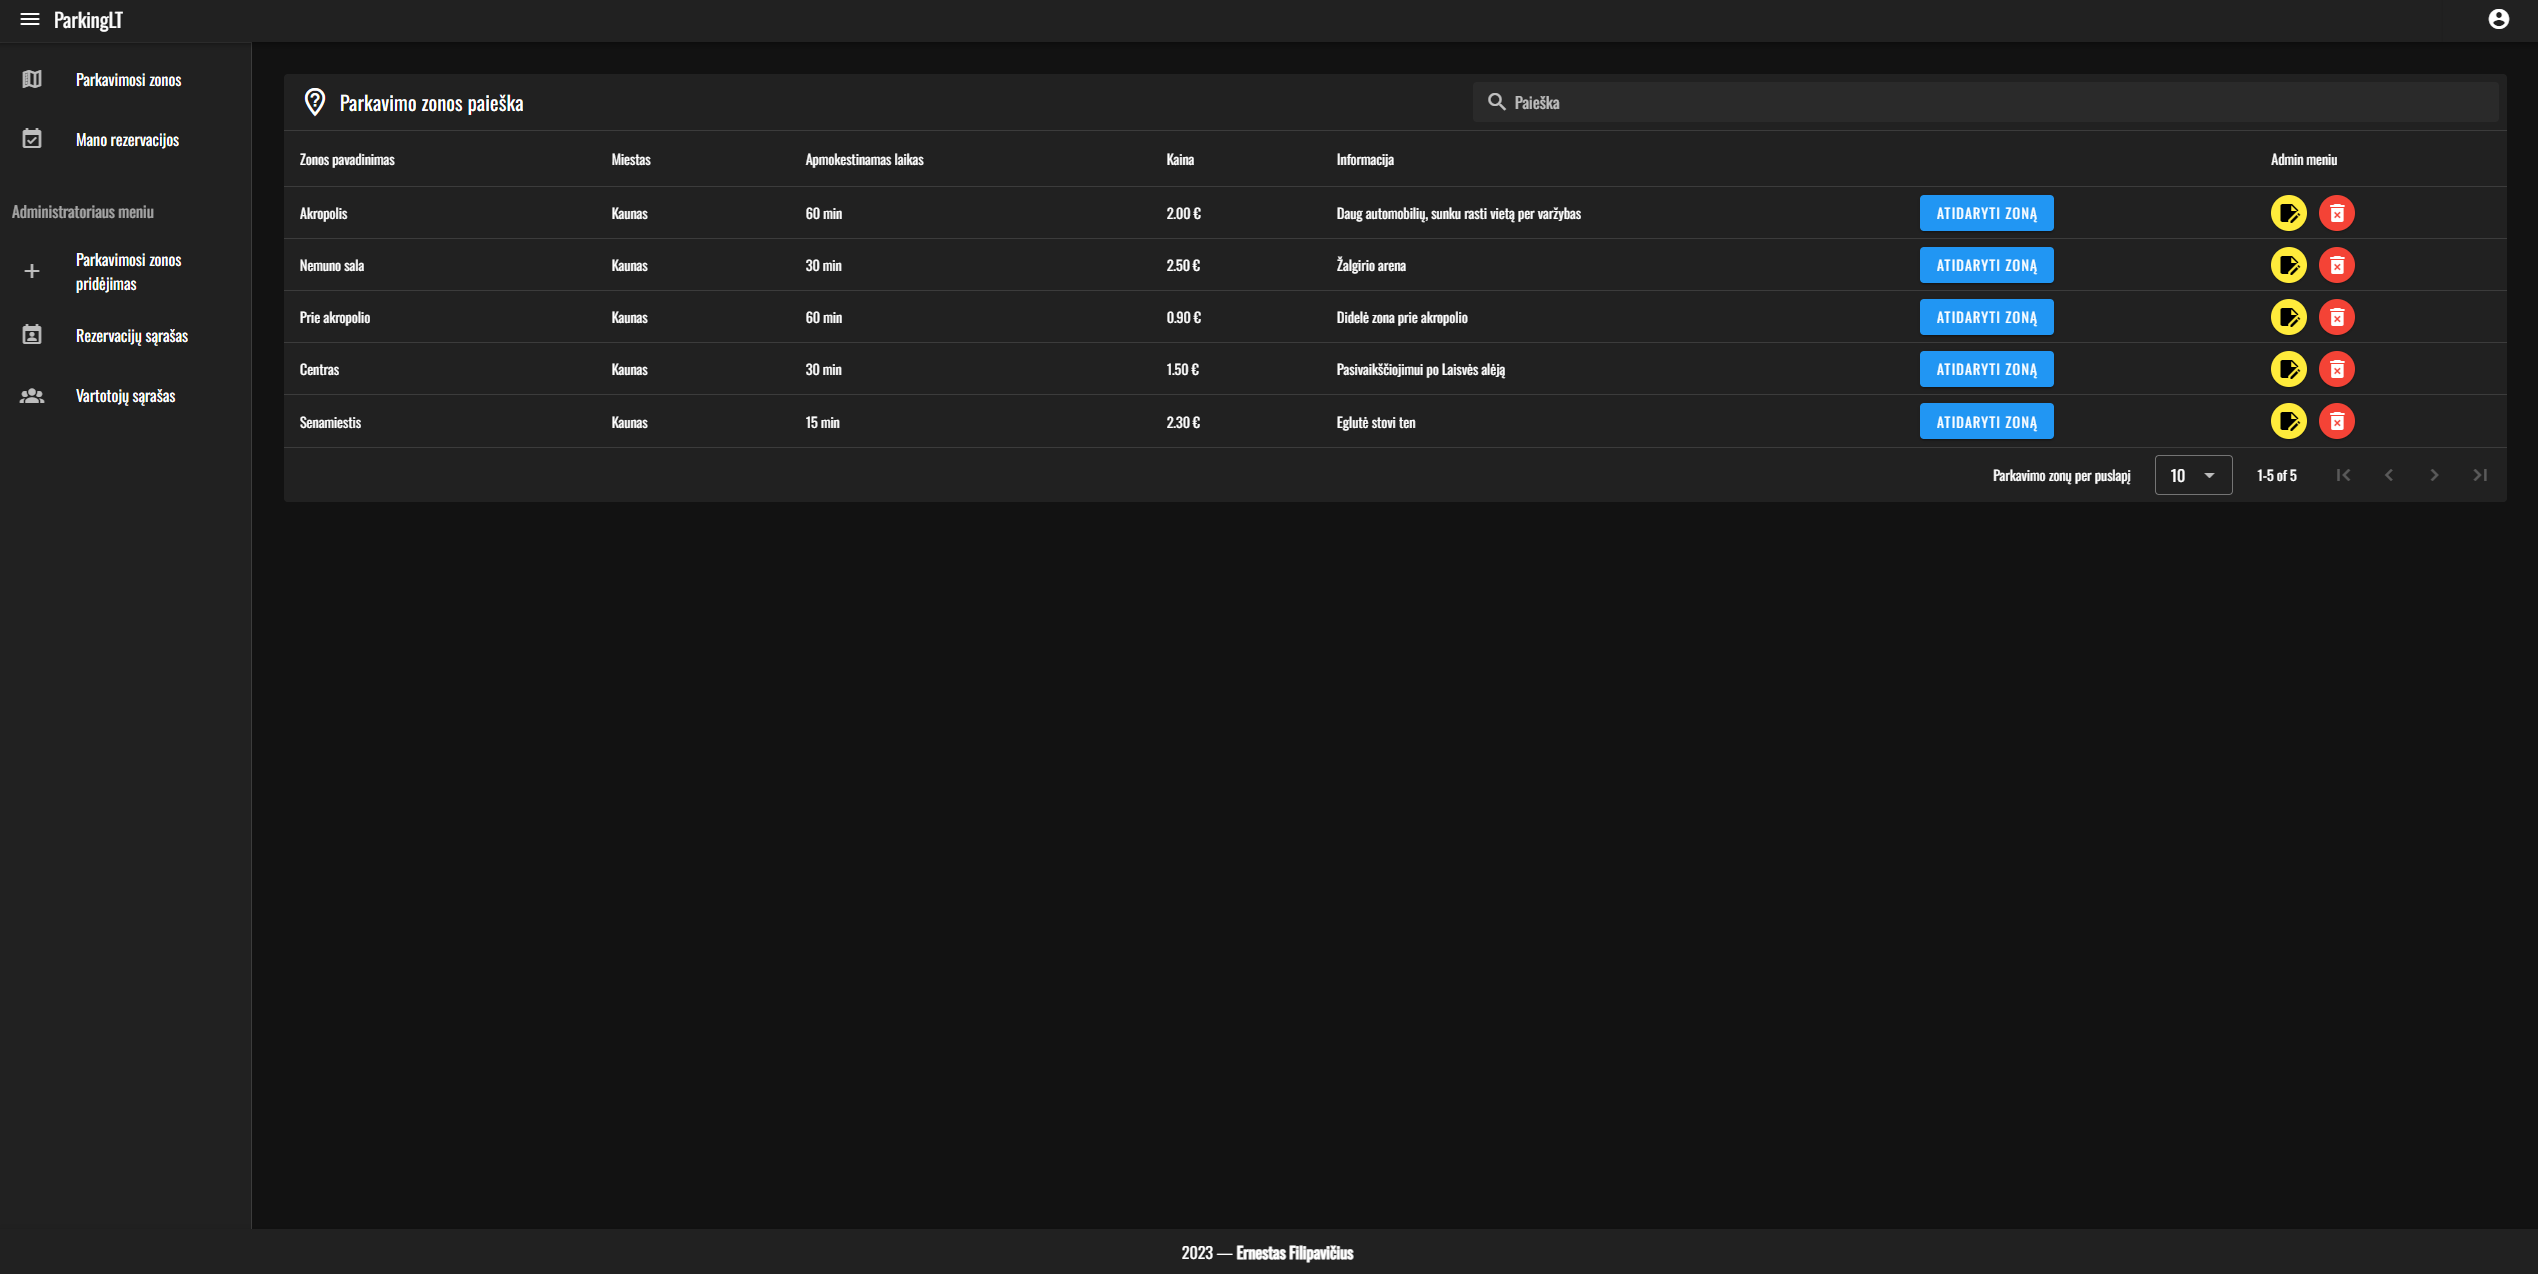 ParkingLT
Parkavimosi zonos
Mano rezervacijos
Administratoriaus meniu
Parkavimosi zonos
pridėjimas
Rezervacijų sąrašas
Vartotojų sąrašas
Parkavimo zonos paieška
Paieška
Zonos pavadinimas Miestas Apmokestinamas laikas Kaina Informacija Admin meniu
Akropolis Kaunas 60 min 2.00 € Daug automobilių, sunku rasti vietą per varžybas ATIDARYTI ZONĄ
Nemuno sala Kaunas 30 min 2.50 € Žalgirio arena ATIDARYTI ZONĄ
Prie akropolio Kaunas 60 min 0.90 € Didelė zona prie akropolio ATIDARYTI ZONĄ
Centras Kaunas 30 min 1.50 € Pasivaikščiojimui po Laisvės alėją ATIDARYTI ZONĄ
Senamiestis Kaunas 15 min 2.30 € Eglutė stovi ten ATIDARYTI ZONĄ
Parkavimo zonų per puslapį 10 1-5 of 5
2023 — Ernestas Filipavičius